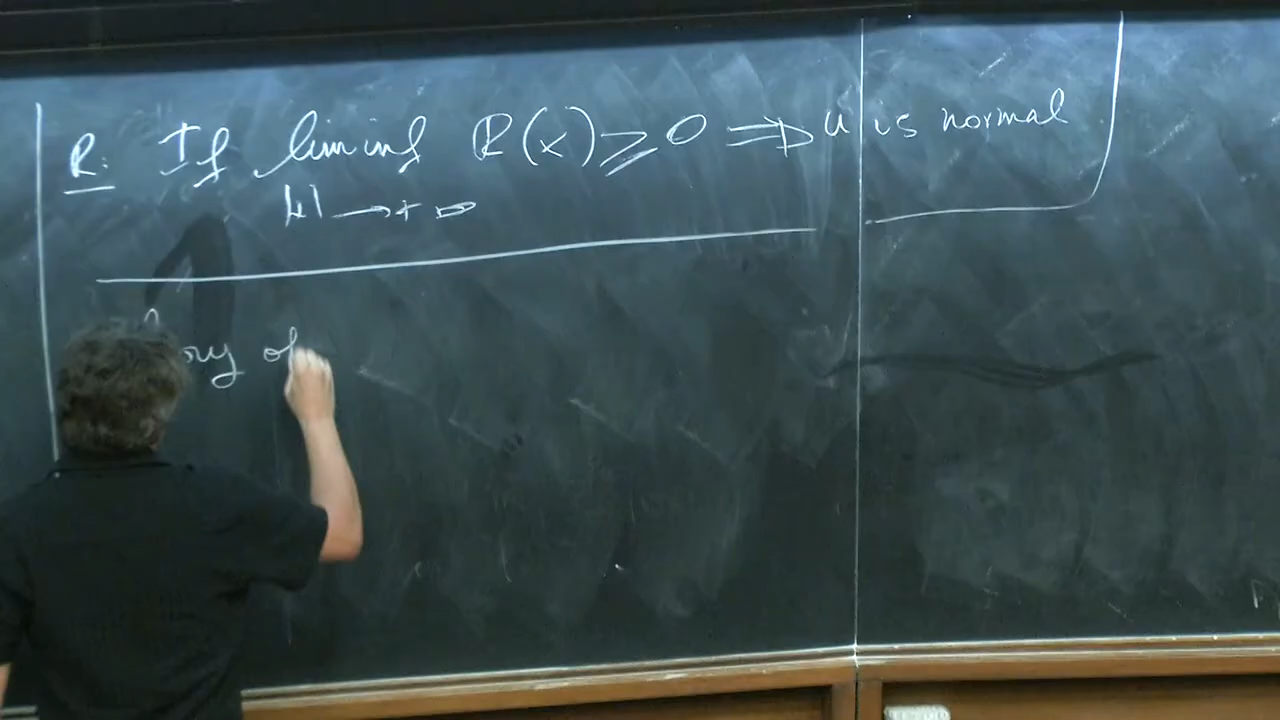 R: If liminf R(x) ≥ 0 ⇒ u is normal
|x| → +∞
of